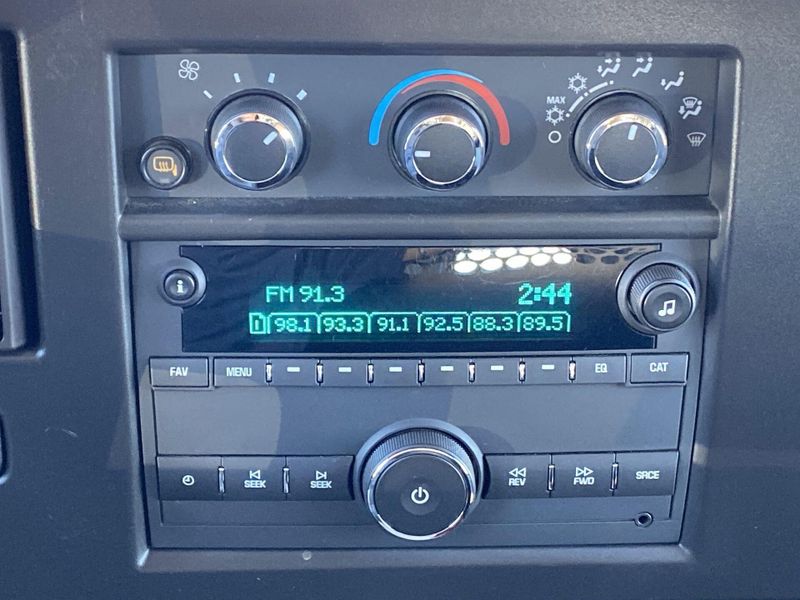 MAX
i
FM 91.3 2:44
1 98.1 93.3 91.1 92.5 88.3 89.5
FAV MENU EQ CAT
SEEK SEEK REV FWD SRCE